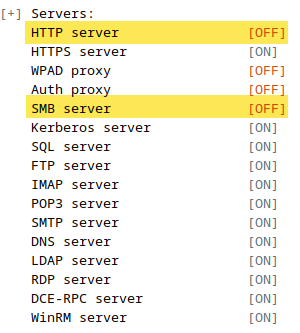 [+] Servers:
HTTP server [OFF]
HTTPS server [ON]
WPAD proxy [OFF]
Auth proxy [OFF]
SMB server [OFF]
Kerberos server [ON]
SQL server [ON]
FTP server [ON]
IMAP server [ON]
POP3 server [ON]
SMTP server [ON]
DNS server [ON]
LDAP server [ON]
RDP server [ON]
DCE-RPC server [ON]
WinRM server [ON]